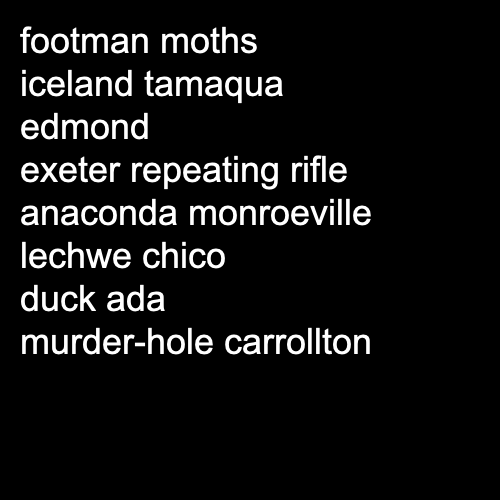 footman moths
iceland tamaqua
edmond
exeter repeating rifle
anaconda monroeville
lechwe chico
duck ada
murder-hole carrollton